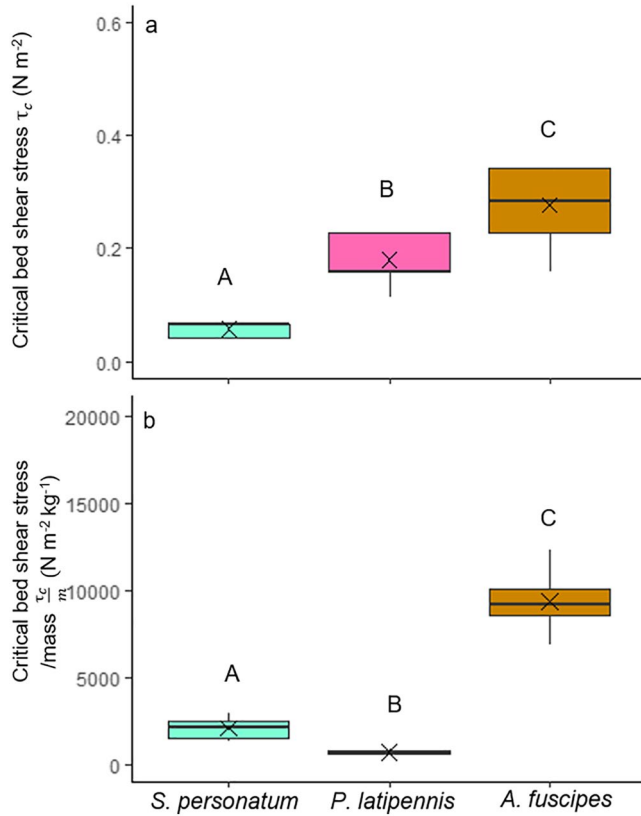 a
Critical bed shear stress τc (N m-2)
0.6
0.4
0.2
0.0
A
B
C
b
Critical bed shear stress
/mass τc/m (N m-2 kg-1)
20000
15000
10000
5000
0
A
B
C
S. personatum P. latipennis A. fuscipes